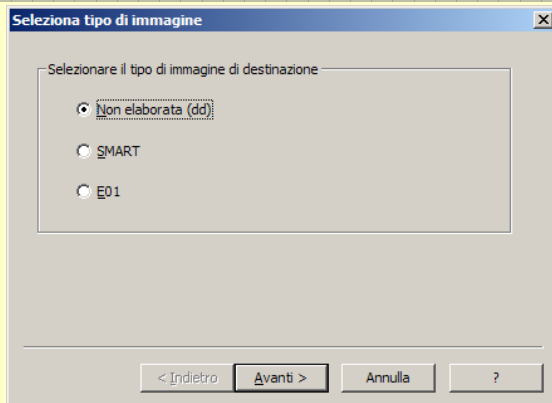 Seleziona tipo di immagine
Selezionare il tipo di immagine di destinazione
Non elaborata (dd)
SMART
E01
< Indietro Avanti > Annulla ?